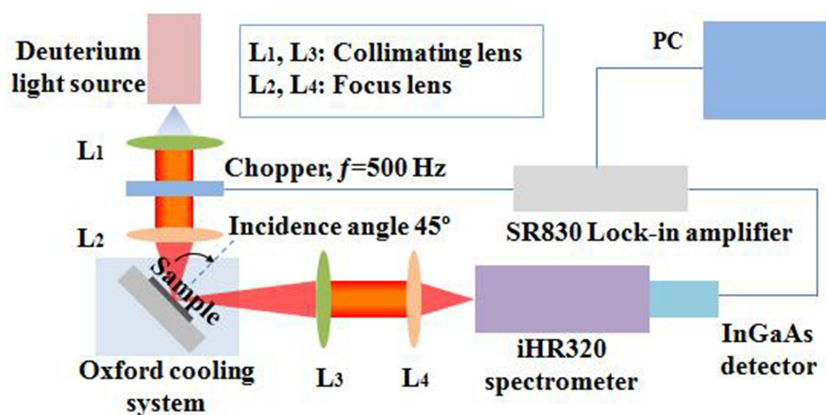 Deuterium
light source
L1, L3: Collimating lens
L2, L4: Focus lens
PC
L1
Chopper, f=500 Hz
SR830 Lock-in amplifier
L2
Incidence angle 45°
Sample
Oxford cooling
system
L3
L4
iHR320
spectrometer
InGaAs
detector